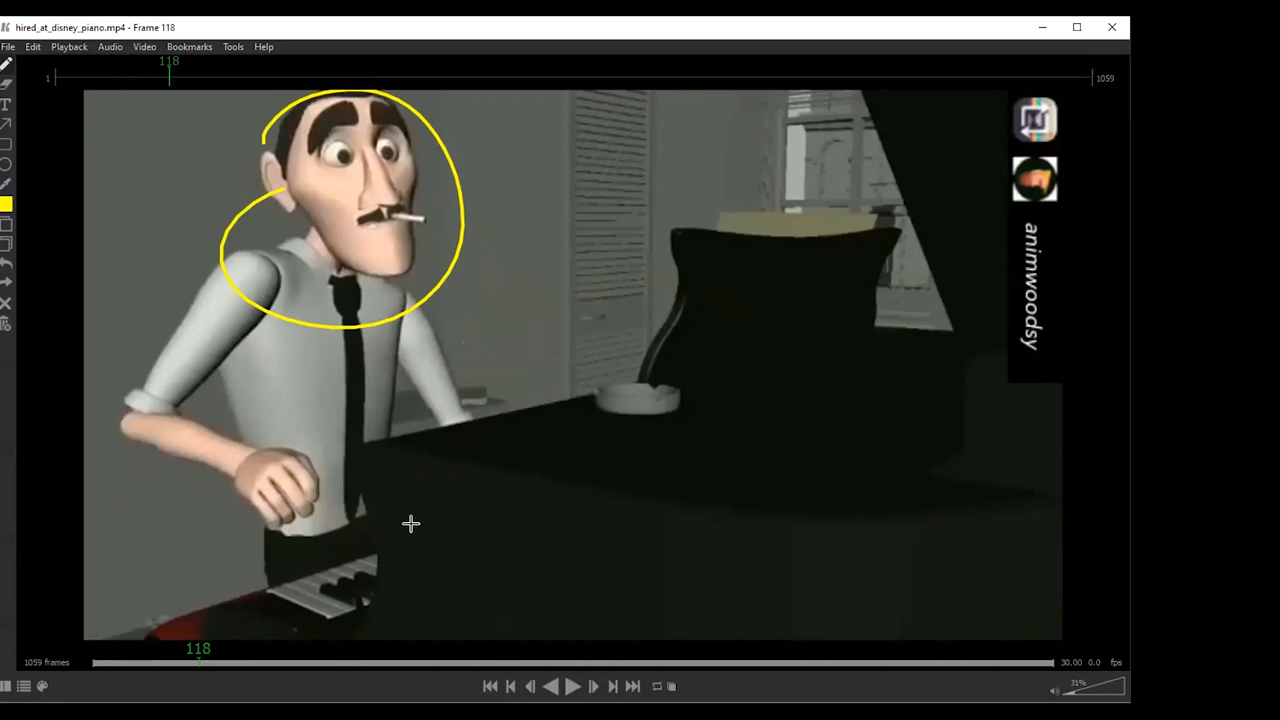 hired_at_disney_piano.mp4 - Frame 118
File Edit Playback Audio Video Bookmarks Tools Help
118
1 1059
animwoodsy
118
1059 frames 30.00 0.0 fps
31%